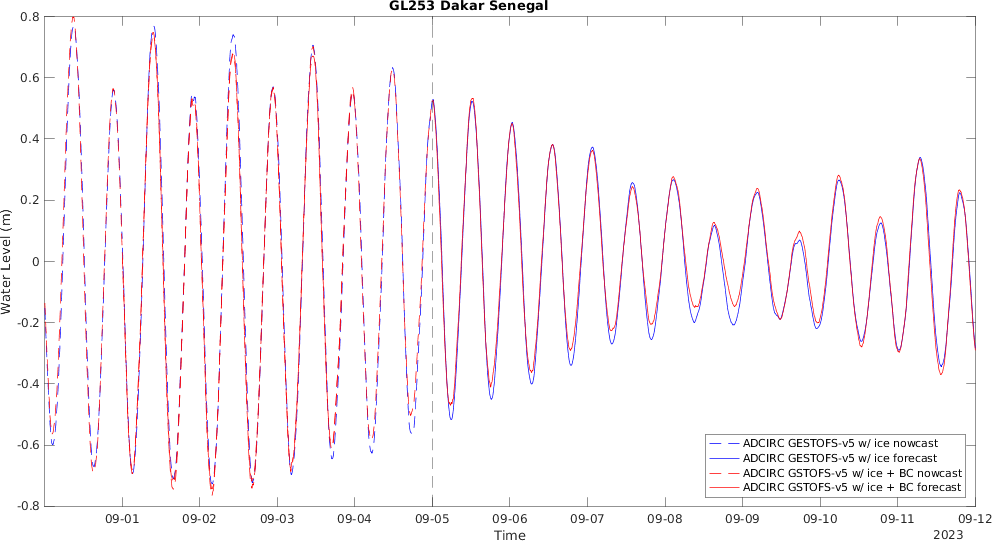 GL253 Dakar Senegal
0.8
0.6
0.4
0.2
0
-0.2
-0.4
-0.6
-0.8
Water Level (m)
ADCIRC GESTOFS-v5 w/ ice nowcast
ADCIRC GESTOFS-v5 w/ ice forecast
ADCIRC GSTOFS-v5 w/ ice + BC nowcast
ADCIRC GSTOFS-v5 w/ ice + BC forecast
09-01 09-02 09-03 09-04 09-05 09-06 09-07 09-08 09-09 09-10 09-11 09-12
Time
2023